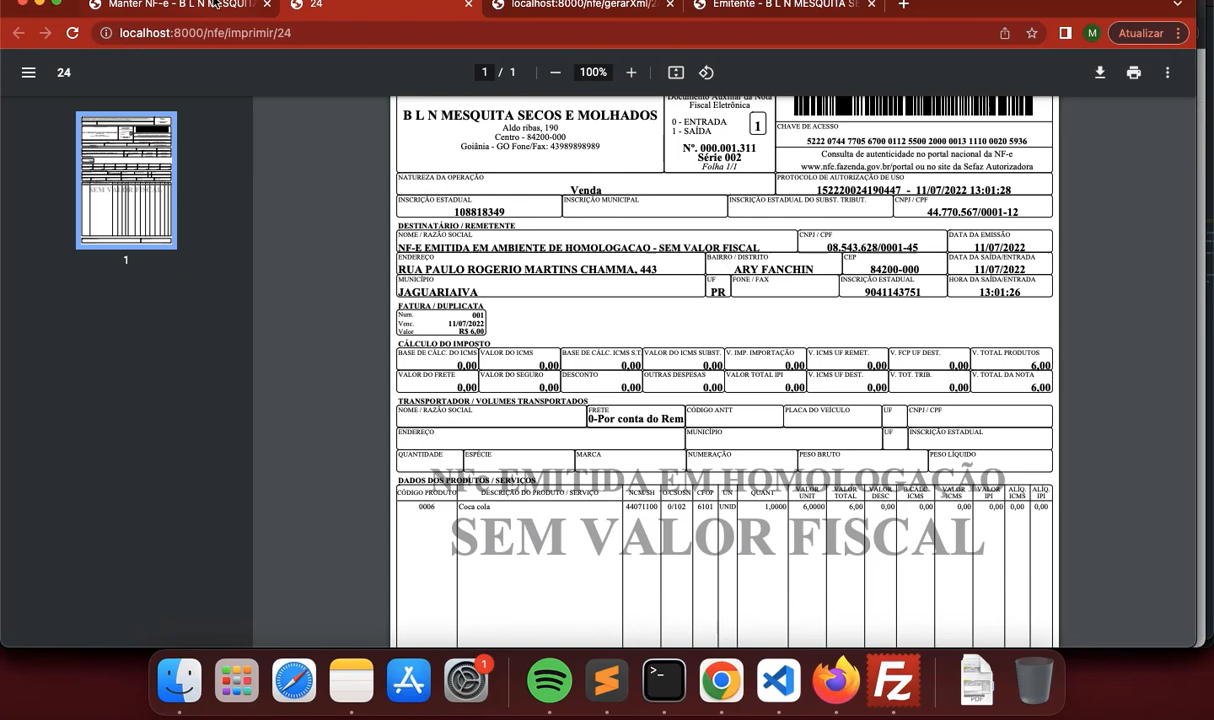 Manter NF-e - B L N MESQUITA
24
localhost:8000/nfe/gerarXml/2
Emitente - B L N MESQUITA SE
localhost:8000/nfe/imprimir/24
M
Atualizar
24
1 / 1
100%
1
Documento Auxiliar da Nota
Fiscal Eletrônica
B L N MESQUITA SECOS E MOLHADOS
Aldo ribas, 190
Centro - 84200-000
Goiânia - GO Fone/Fax: 43989898989
0 - ENTRADA
1 - SAÍDA
1
Nº. 000.001.311
Série 002
Folha 1/1
CHAVE DE ACESSO
5222 0744 7705 6700 0112 5500 2000 0013 1110 0020 5936
Consulta de autenticidade no portal nacional da NF-e
www.nfe.fazenda.gov.br/portal ou no site da Sefaz Autorizadora
NATUREZA DA OPERAÇÃO
Venda
PROTOCOLO DE AUTORIZAÇÃO DE USO
152220024190447 - 11/07/2022 13:01:28
INSCRIÇÃO ESTADUAL
108818349
INSCRIÇÃO MUNICIPAL
INSCRIÇÃO ESTADUAL DO SUBST. TRIBUT.
CNPJ / CPF
44.770.567/0001-12
DESTINATÁRIO / REMETENTE
NOME / RAZÃO SOCIAL
NF-E EMITIDA EM AMBIENTE DE HOMOLOGACAO - SEM VALOR FISCAL
CNPJ / CPF
08.543.628/0001-45
DATA DA EMISSÃO
11/07/2022
ENDEREÇO
RUA PAULO ROGERIO MARTINS CHAMMA, 443
BAIRRO / DISTRITO
ARY FANCHIN
CEP
84200-000
DATA DA SAÍDA/ENTRADA
11/07/2022
MUNICÍPIO
JAGUARIAIVA
UF
PR
FONE / FAX
INSCRIÇÃO ESTADUAL
9041143751
HORA DA SAÍDA/ENTRADA
13:01:26
FATURA / DUPLICATA
Num. 001
Venc. 11/07/2022
Valor R$ 6,00
CÁLCULO DO IMPOSTO
BASE DE CÁLC. DO ICMS VALOR DO ICMS BASE DE CÁLC. ICMS S.T. VALOR DO ICMS SUBST. V. IMP. IMPORTAÇÃO V. ICMS UF REMET. V. FCP UF DEST. V. TOTAL PRODUTOS
0,00 0,00 0,00 0,00 0,00 0,00 0,00 6,00
VALOR DO FRETE VALOR DO SEGURO DESCONTO OUTRAS DESPESAS VALOR TOTAL IPI V. ICMS UF DEST. V. TOT. TRIB. V. TOTAL DA NOTA
0,00 0,00 0,00 0,00 0,00 0,00 0,00 6,00
TRANSPORTADOR / VOLUMES TRANSPORTADOS
NOME / RAZÃO SOCIAL
FRETE
0-Por conta do Rem
CÓDIGO ANTT
PLACA DO VEÍCULO
UF
CNPJ / CPF
ENDEREÇO
MUNICÍPIO
UF
INSCRIÇÃO ESTADUAL
QUANTIDADE ESPÉCIE MARCA NUMERAÇÃO PESO BRUTO PESO LÍQUIDO
NFe EMITIDA EM HOMOLOGAÇÃO
DADOS DOS PRODUTOS / SERVIÇOS
CÓDIGO PRODUTO DESCRIÇÃO DO PRODUTO / SERVIÇO NCM/SH O/CSOSN CFOP UN QUANT VALOR UNIT VALOR TOTAL VALOR DESC B.CÁLC ICMS VALOR ICMS VALOR IPI ALÍQ. ICMS ALÍQ. IPI
0006 Coca cola 44071100 0/102 6101 UNID 1,0000 6,0000 6,00 0,00 0,00 0,00 0,00 0,00 0,00
SEM VALOR FISCAL
1